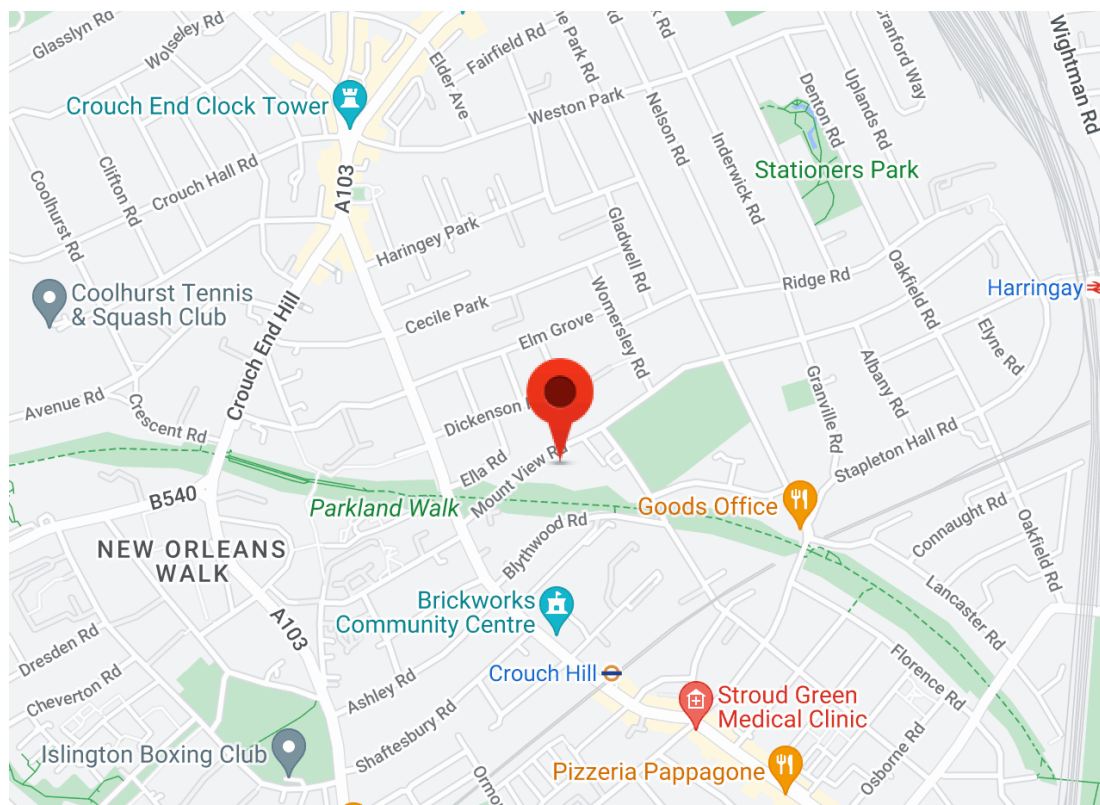 Glasslyn Rd
Wolseley Rd
Fairfield Rd
Elder Ave
Cranford Way
Wightman Rd
Crouch End Clock Tower
Weston Park
Denton Rd
Uplands Rd
Nelson Rd
Inderwick Rd
Stationers Park
Coolhurst Rd
Clifton Rd
Crouch Hall Rd
A103
Haringey Park
Gladwell Rd
Oakfield Rd
Ridge Rd
Harringay
Coolhurst Tennis
& Squash Club
Cecile Park
Womersley Rd
Elm Grove
Elyne Rd
Crouch End Hill
Albany Rd
Granville Rd
Avenue Rd
Crescent Rd
Dickenson
Stapleton Hall Rd
Ella Rd
Mount View Rd
B540
Parkland Walk
Goods Office
Blythwood Rd
Connaught Rd
Oakfield Rd
NEW ORLEANS
WALK
Lancaster Rd
Brickworks
Community Centre
A103
Dresden Rd
Crouch Hill
Florence Rd
Cheverton Rd
Ashley Rd
Stroud Green
Medical Clinic
Shaftesbury Rd
Islington Boxing Club
Osborne Rd
Pizzeria Pappagone